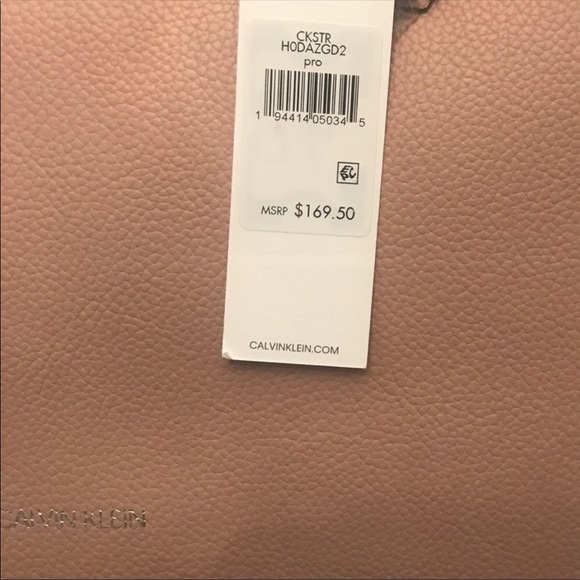 CKSTR
H0DAZGD2
pro
1 94414 05034 5
MSRP $169.50
CALVINKLEIN.COM
CALVIN KLEIN